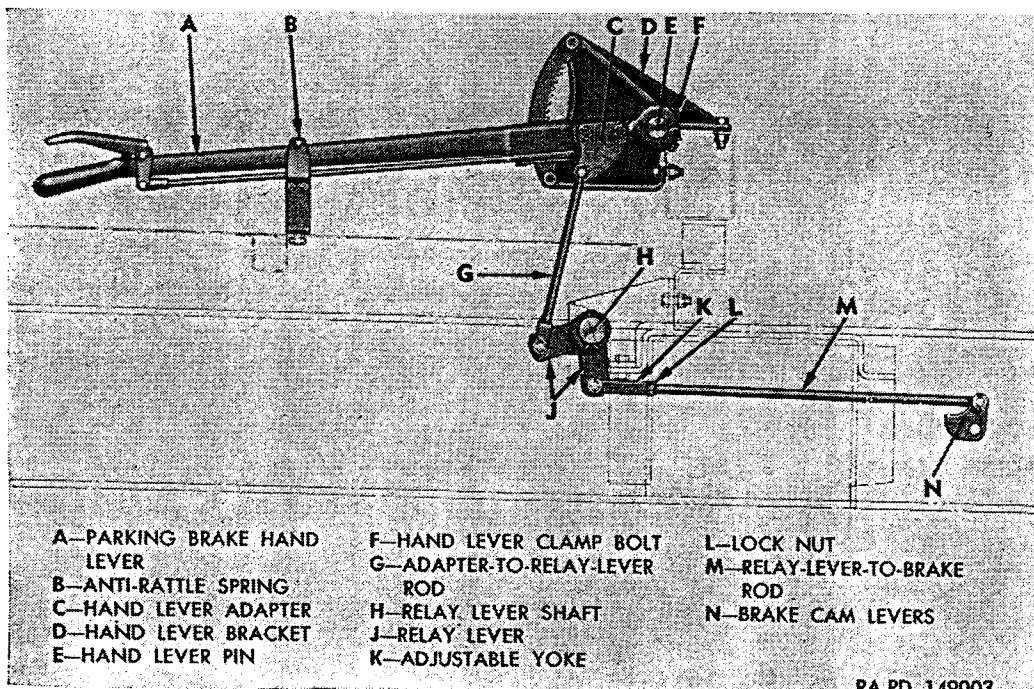 A
B
C
D
E
F
G
H
K
L
M
J
N
A—PARKING BRAKE HAND
LEVER
B—ANTI-RATTLE SPRING
C—HAND LEVER ADAPTER
D—HAND LEVER BRACKET
E—HAND LEVER PIN
F—HAND LEVER CLAMP BOLT
G—ADAPTER-TO-RELAY-LEVER
ROD
H—RELAY LEVER SHAFT
J—RELAY LEVER
K—ADJUSTABLE YOKE
L—LOCK NUT
M—RELAY-LEVER-TO-BRAKE
ROD
N—BRAKE CAM LEVERS
RA PD 149003